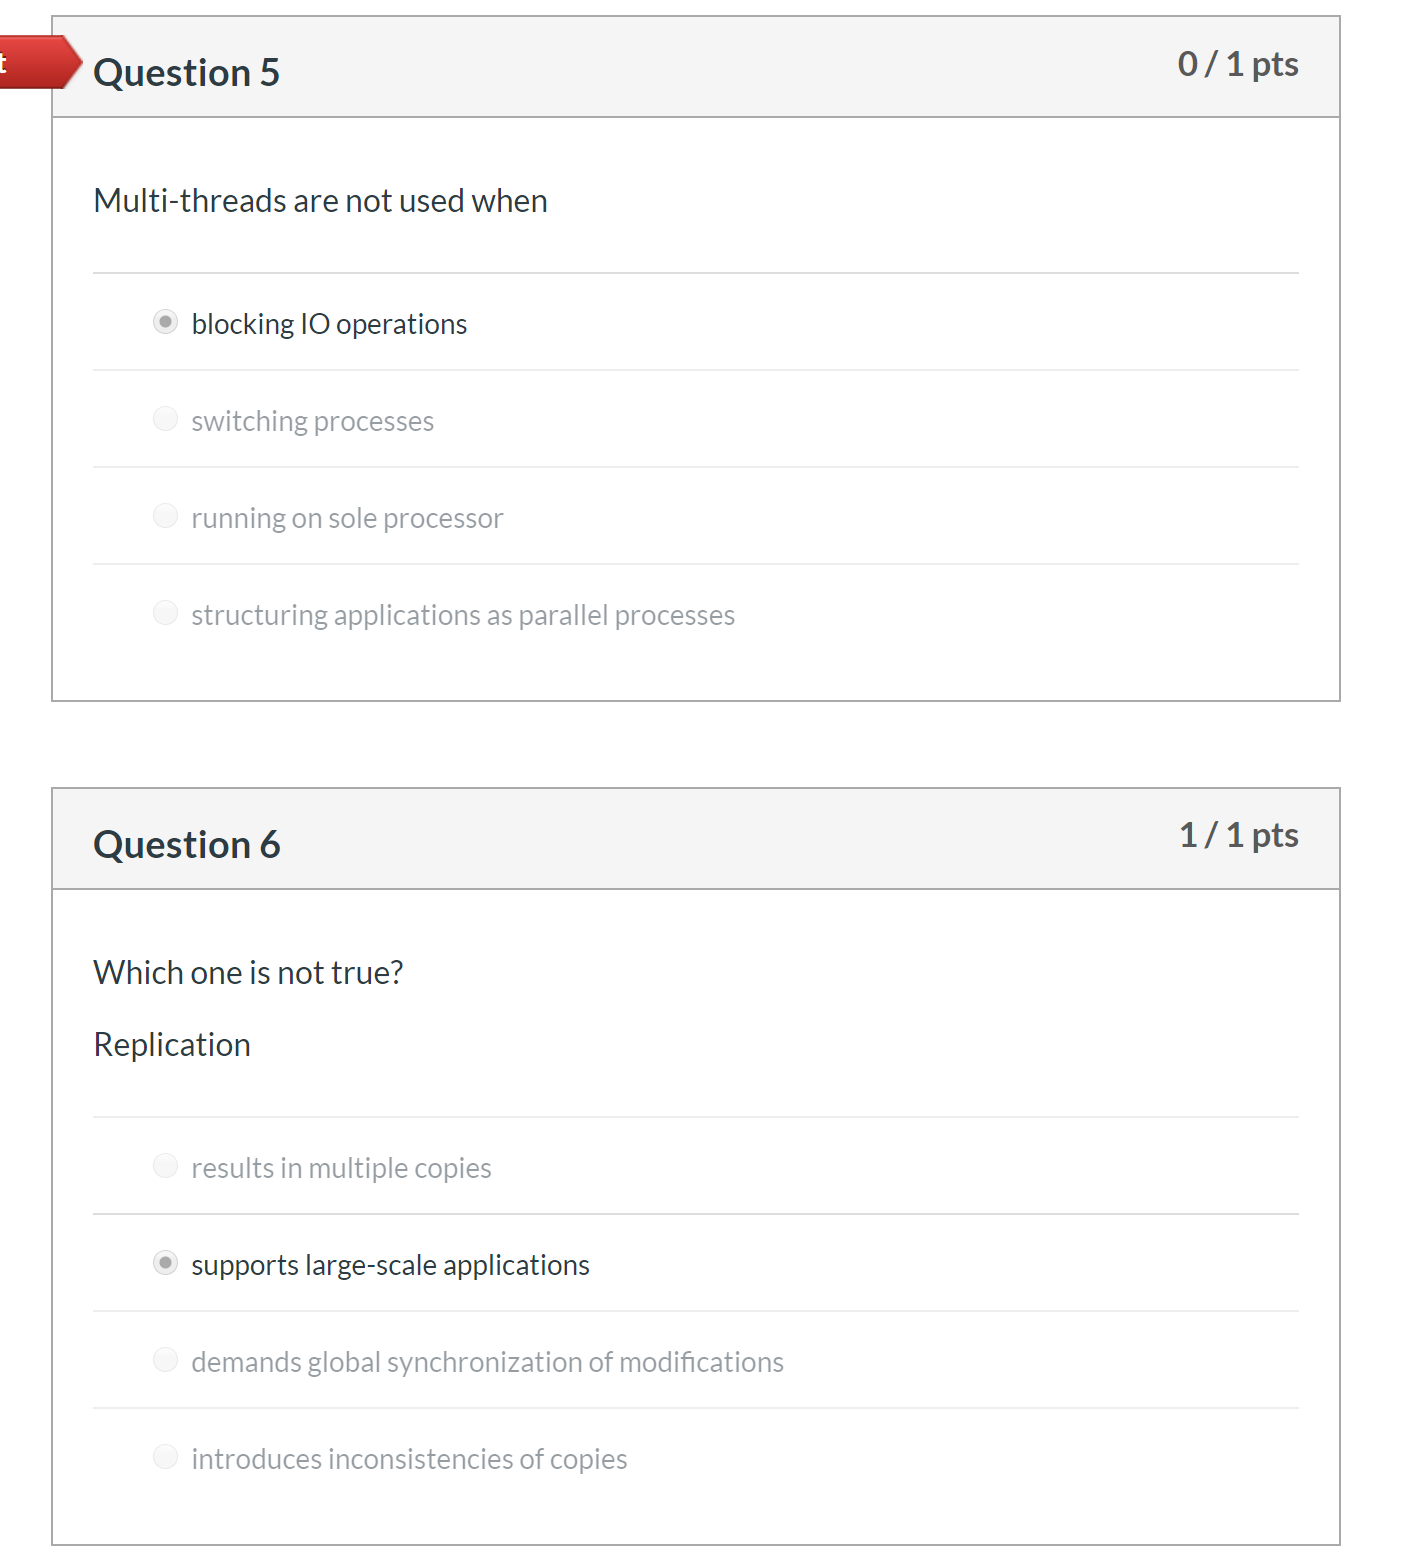 t
Question 5
0 / 1 pts
Multi-threads are not used when
blocking IO operations
switching processes
running on sole processor
structuring applications as parallel processes
Question 6
1 / 1 pts
Which one is not true?
Replication
results in multiple copies
supports large-scale applications
demands global synchronization of modifications
introduces inconsistencies of copies